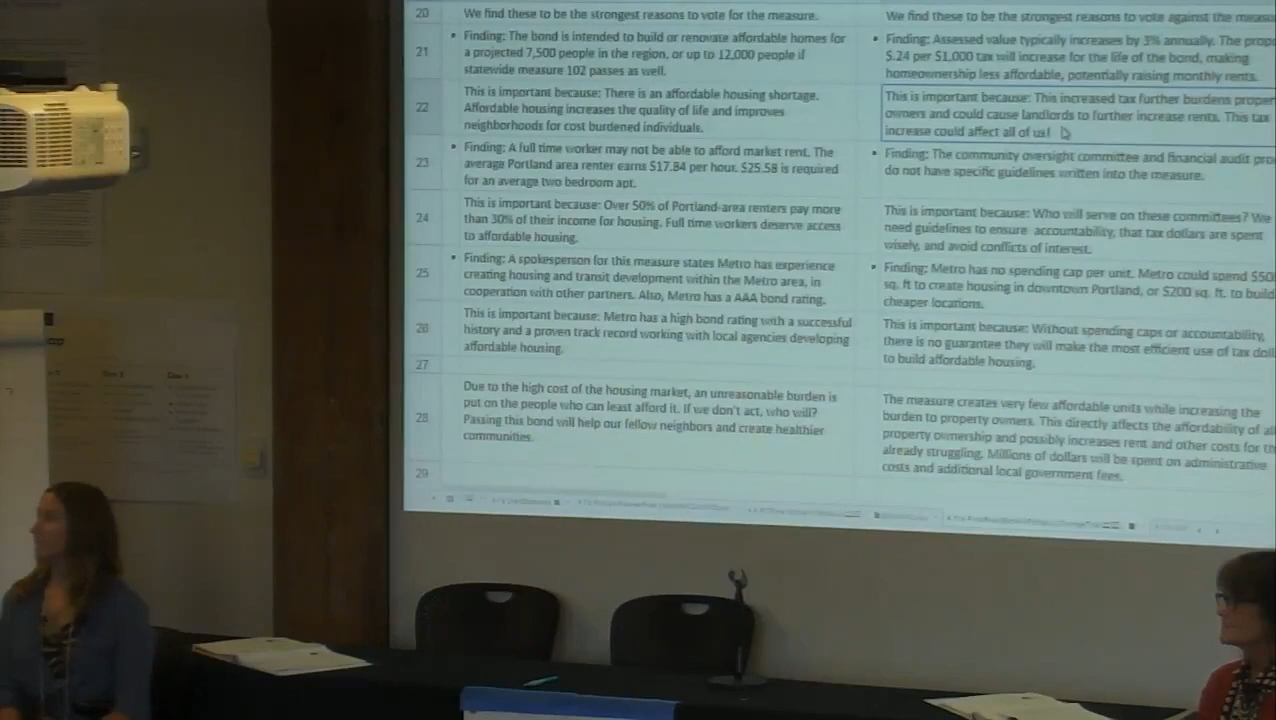 20
We find these to be the strongest reasons to vote for the measure.
We find these to be the strongest reasons to vote against the
21
• Finding: The bond is intended to build or renovate affordable homes for
a projected 7,500 people in the region, or up to 12,000 people if
statewide measure 102 passes as well.
• Finding: Assessed value typically increases by 3% annually. The
$.24 per $1,000 tax will increase for the life of the bond, making
homeownership less affordable, potentially raising monthly rents.
22
This is important because: There is an affordable housing shortage.
Affordable housing increases the quality of life and improves
neighborhoods for cost burdened individuals.
This is important because: This increased tax further burdens
owners and could cause landlords to further increase rents. This tax
increase could affect all of us!
23
• Finding: A full time worker may not be able to afford market rent. The
average Portland area renter earns $17.84 per hour. $25.58 is required
for an average two bedroom apt.
• Finding: The community oversight committee and financial audit
do not have specific guidelines written into the measure.
24
This is important because: Over 50% of Portland-area renters pay more
than 30% of their income for housing. Full time workers deserve access
to affordable housing.
This is important because: Who will serve on these committees? We
need guidelines to ensure accountability, that tax dollars are spent
wisely, and avoid conflicts of interest.
25
• Finding: A spokesperson for this measure states Metro has experience
creating housing and transit development within the Metro area, in
cooperation with other partners. Also, Metro has a AAA bond rating.
• Finding: Metro has no spending cap per unit. Metro could spend
sq. ft to create housing in downtown Portland, or $200 sq. ft. to build
cheaper locations.
26
This is important because: Metro has a high bond rating with a successful
history and a proven track record working with local agencies developing
affordable housing.
This is important because: Without spending caps or accountability,
there is no guarantee they will make the most efficient use of tax
to build affordable housing.
27
28
Due to the high cost of the housing market, an unreasonable burden is
put on the people who can least afford it. If we don't act, who will?
Passing this bond will help our fellow neighbors and create healthier
communities.
The measure creates very few affordable units while increasing the
burden to property owners. This directly affects the affordability of
property ownership and possibly increases rent and other costs for
already struggling. Millions of dollars will be spent on administrative
costs and additional local government fees.
29